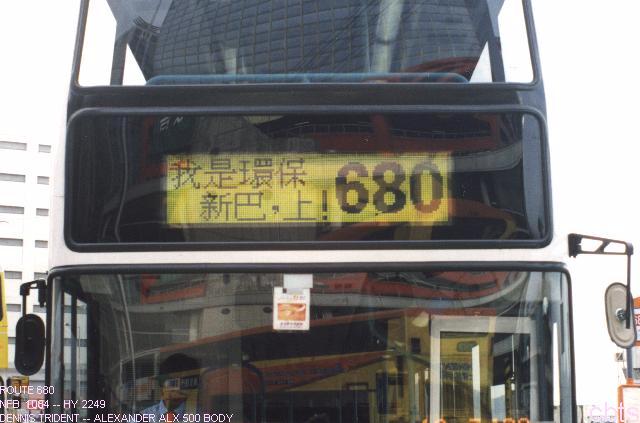 我是環保
新巴,上!
680
ROUTE 680
NFB 1064 -- HY 2249
DENNIS TRIDENT -- ALEXANDER ALX 500 BODY
cbts